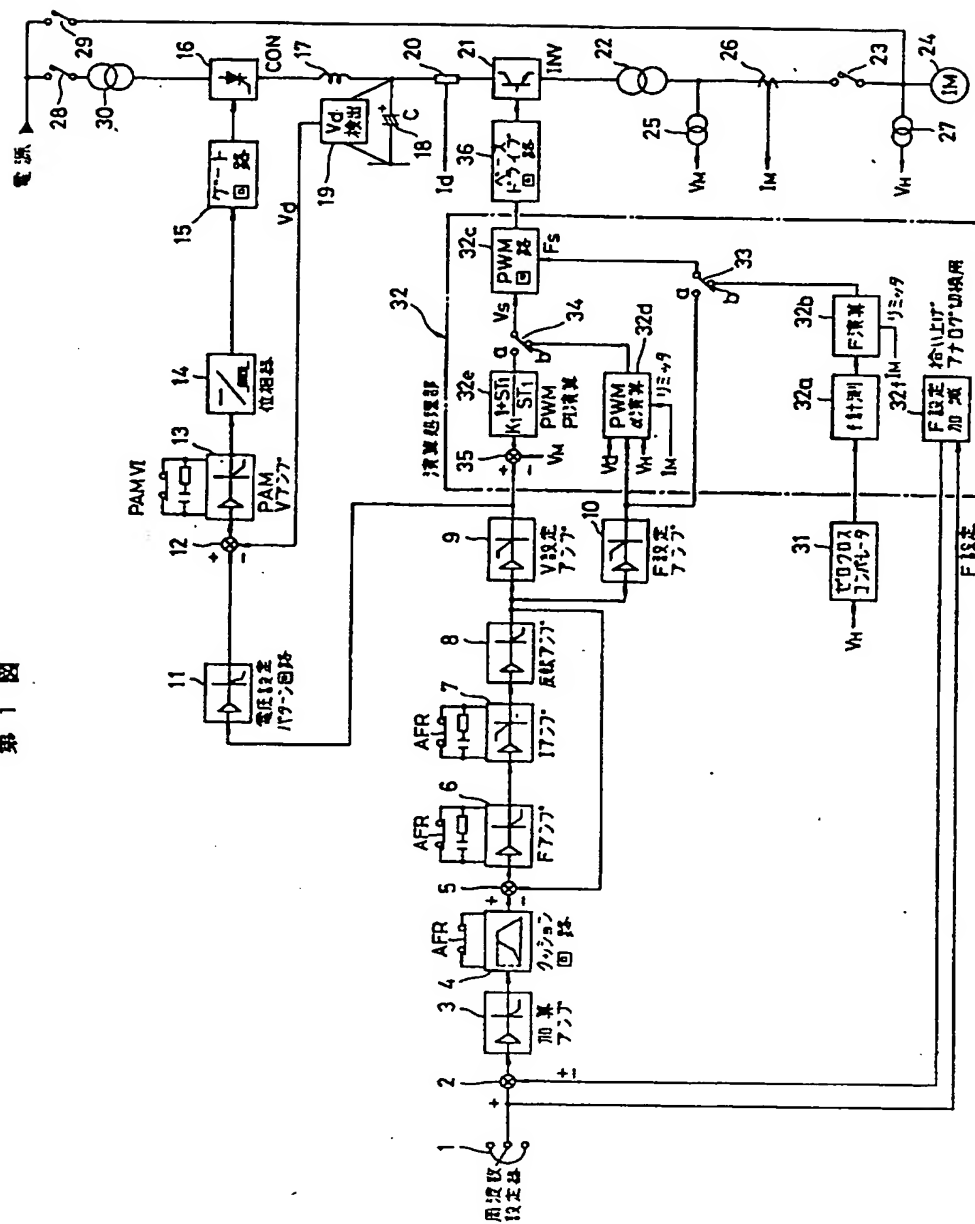 第 1 図
電源
28
29
30
16
CON
17
Vd
検出
19
C
18
20
Id
21
INV
22
25
VM
26
IM
23
24
IM
27
VH
15
ゲート
回路
Vd
36
ベース
ドライブ
回路
14
位相器
PAM VI
13
PAM
Vアンプ
12
+
-
11
電圧設定
パターン回路
32
演算処理部
32c
PWM
回路
Vs
Fs
34
a
b
33
a
b
32e
1+ST1
K1 ST1
PWM
PI演算
35
+
-
VM
32d
PWM
α演算
Vd
VH
リミッタ
IM
32b
F演算
リミッタ
IM
32a
f計測
32f
F設定
加減
拾い上げ
アナログ切換用
31
ゼロクロス
コンパレータ
VH
F設定
9
V設定
アンプ
10
F設定
アンプ
8
反転アンプ
AFR
7
Iアンプ
AFR
6
Fアンプ
5
+
-
AFR
4
クッション
回路
3
加算
アンプ
2
+
±
1
周波数
設定器